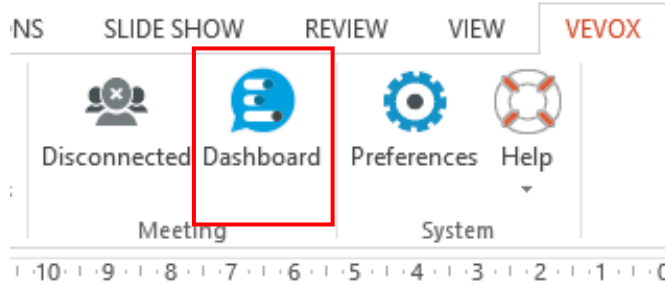 NS SLIDE SHOW REVIEW VIEW VEVOX
Disconnected Dashboard Preferences Help
Meeting System
10 9 8 7 6 5 4 3 2 1 0